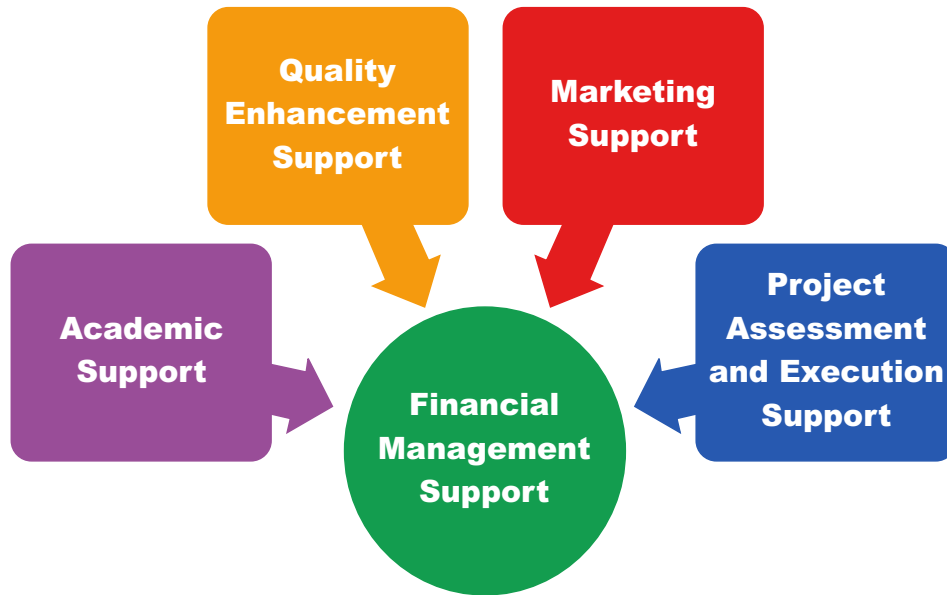 Quality
Enhancement
Support
Marketing
Support
Academic
Support
Project
Assessment
and Execution
Support
Financial
Management
Support